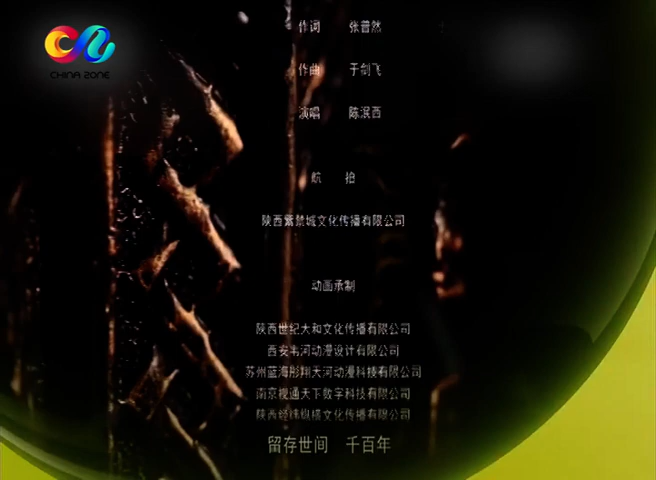 CHINA ZONE
作词 张普然
作曲 于剑飞
演唱 陈泯西
航 拍
陕西紫禁城文化传播有限公司
动画承制
陕西世纪大和文化传播有限公司
西安韦河动漫设计有限公司
苏州蓝海彤翔天河动漫科技有限公司
南京视通天下数字科技有限公司
陕西经纬纵横文化传播有限公司
留存世间 千百年